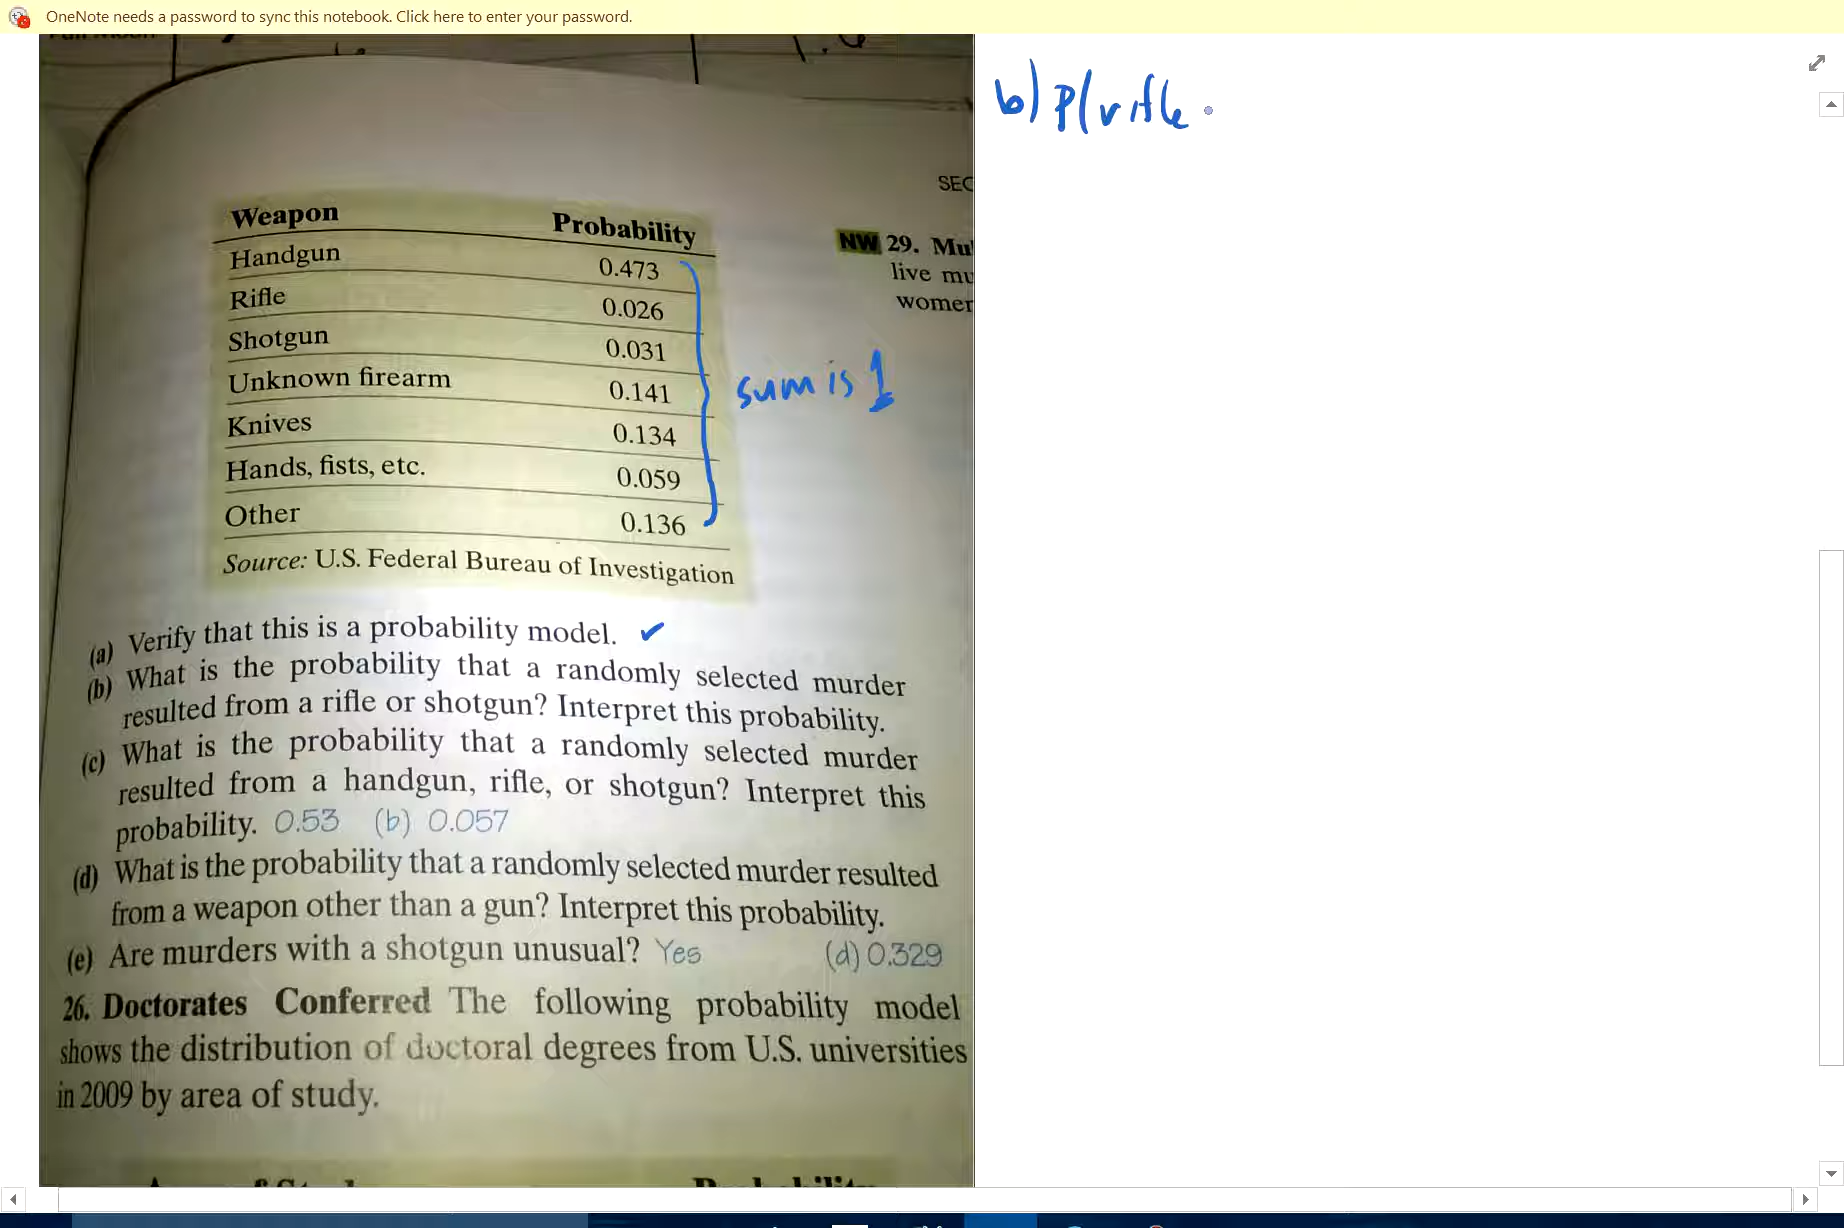 OneNote needs a password to sync this notebook. Click here to enter your password.
b) P(rifle
SEC
Weapon Probability
Handgun 0.473
Rifle 0.026
Shotgun 0.031
Unknown firearm 0.141
Knives 0.134
Hands, fists, etc. 0.059
Other 0.136
Source: U.S. Federal Bureau of Investigation
sum is 1
NW 29. Mul
live mu
women
(a) Verify that this is a probability model. ✔
(b) What is the probability that a randomly selected murder
resulted from a rifle or shotgun? Interpret this probability.
(c) What is the probability that a randomly selected murder
resulted from a handgun, rifle, or shotgun? Interpret this
probability. 0.53 (b) 0.057
(d) What is the probability that a randomly selected murder resulted
from a weapon other than a gun? Interpret this probability.
(e) Are murders with a shotgun unusual? Yes (d) 0.329
26. Doctorates Conferred The following probability model
shows the distribution of doctoral degrees from U.S. universities
in 2009 by area of study.